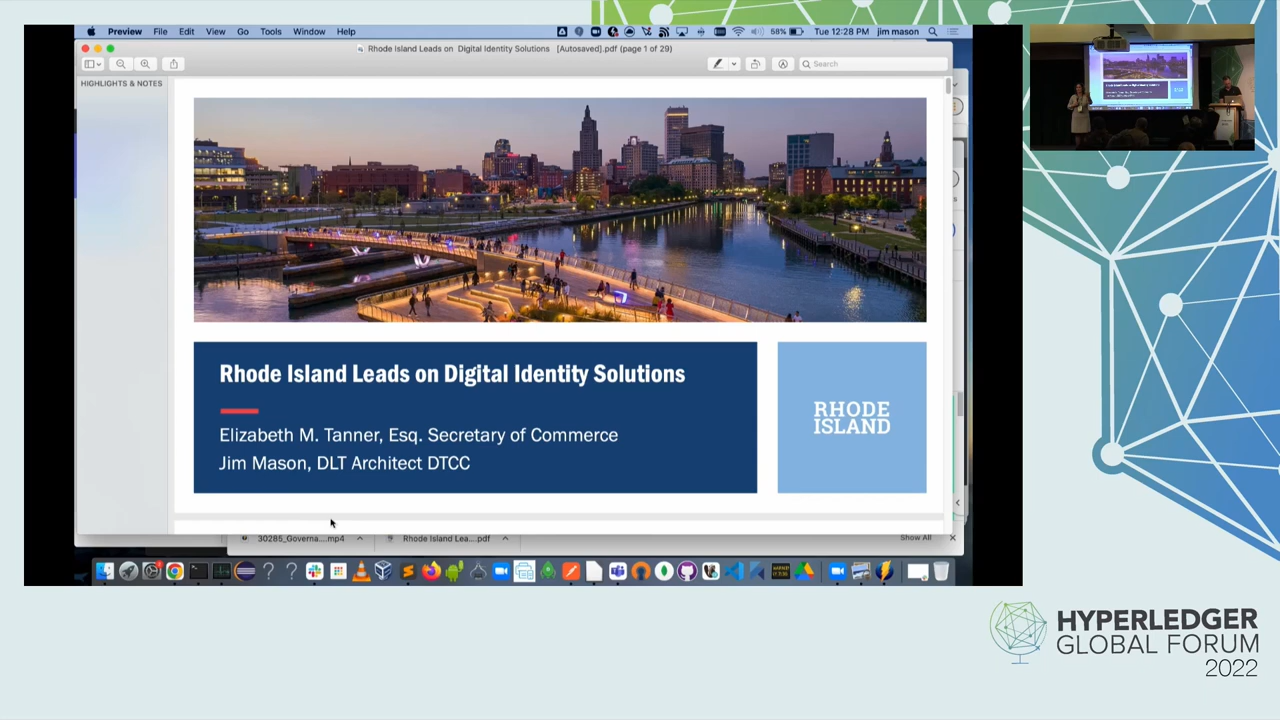 Preview File Edit View Go Tools Window Help
58% Tue 12:28 PM jim mason
Rhode Island Leads on Digital Identity Solutions [Autosaved].pdf (page 1 of 29)
Search
HIGHLIGHTS & NOTES
Rhode Island Leads on Digital Identity Solutions
Elizabeth M. Tanner, Esq. Secretary of Commerce
Jim Mason, DLT Architect DTCC
RHODE
ISLAND
30285_Governa....mp4
Rhode Island Lea....pdf
Show All
HYPERLEDGER
GLOBAL FORUM
2022